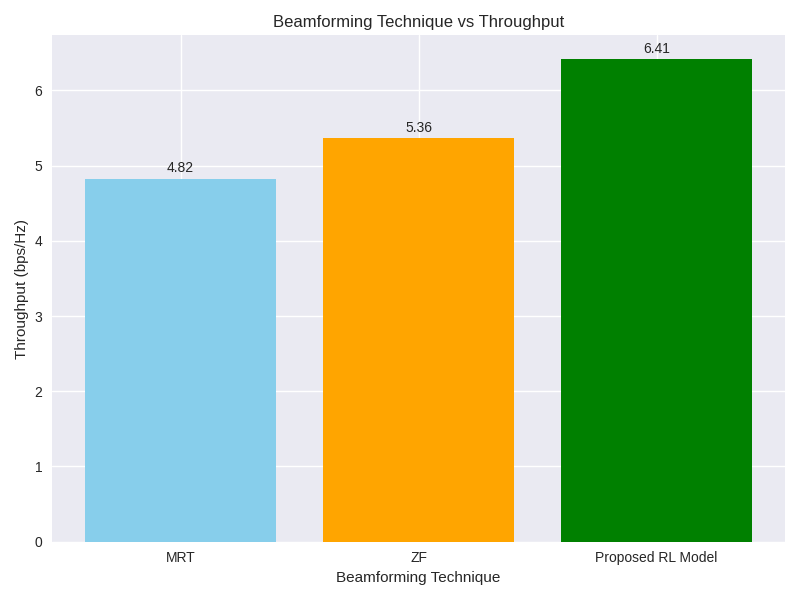 Beamforming Technique vs Throughput
6.41
5.36
4.82
6
5
4
3
2
1
0
Throughput (bps/Hz)
MRT
ZF
Proposed RL Model
Beamforming Technique